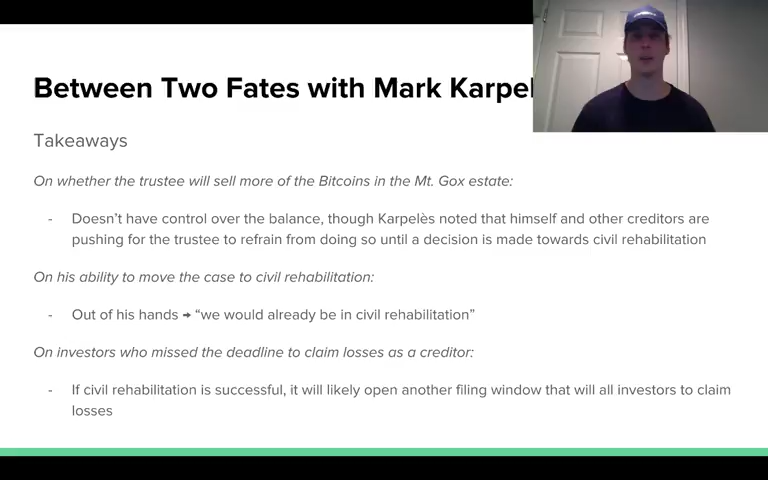 Between Two Fates with Mark Karpel
Takeaways
On whether the trustee will sell more of the Bitcoins in the Mt. Gox estate:
- Doesn’t have control over the balance, though Karpelès noted that himself and other creditors are
pushing for the trustee to refrain from doing so until a decision is made towards civil rehabilitation
On his ability to move the case to civil rehabilitation:
- Out of his hands → “we would already be in civil rehabilitation”
On investors who missed the deadline to claim losses as a creditor:
- If civil rehabilitation is successful, it will likely open another filing window that will all investors to claim
losses